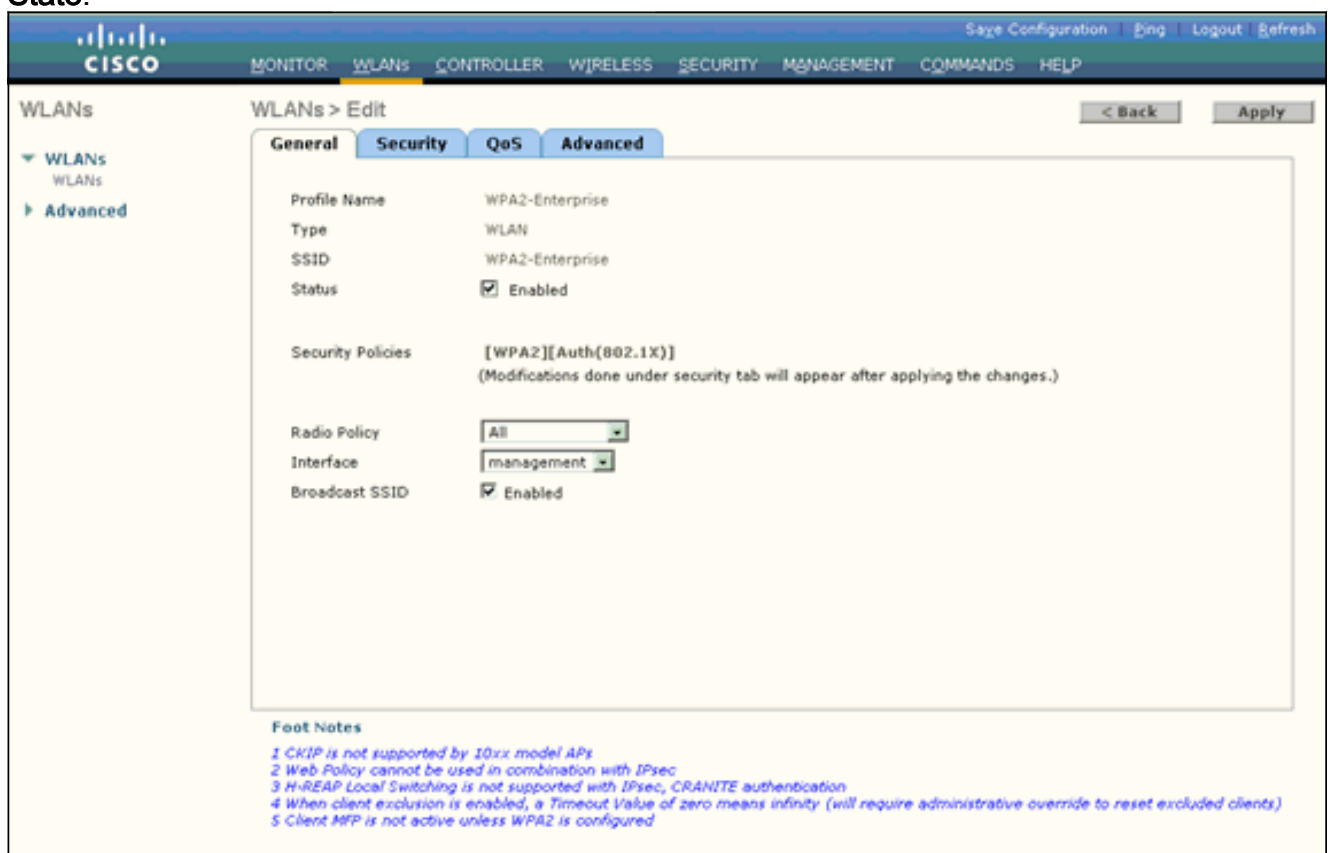 State.
Save Configuration | Ping | Logout | Refresh
CISCO
MONITOR WLANs CONTROLLER WIRELESS SECURITY MANAGEMENT COMMANDS HELP
WLANs
WLANs > Edit
< Back
Apply
General Security QoS Advanced
WLANs
WLANs
Advanced
Profile Name WPA2-Enterprise
Type WLAN
SSID WPA2-Enterprise
Status Enabled
Security Policies [WPA2][Auth(802.1X)]
(Modifications done under security tab will appear after applying the changes.)
Radio Policy All
Interface management
Broadcast SSID Enabled
Foot Notes
1 CKIP is not supported by 10xx model APs
2 Web Policy cannot be used in combination with IPsec
3 H-REAP Local Switching is not supported with IPsec, CRANITE authentication
4 When client exclusion is enabled, a Timeout Value of zero means infinity (will require administrative override to reset excluded clients)
5 Client MFP is not active unless WPA2 is configured